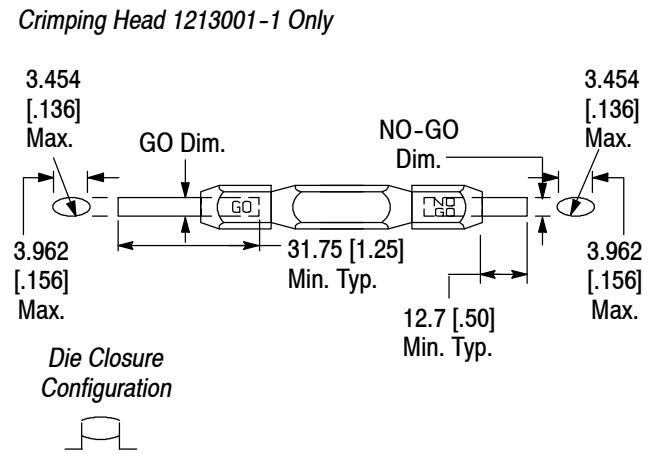 Crimping Head 1213001-1 Only
3.454
[.136]
Max.
GO Dim.
NO-GO
Dim.
3.454
[.136]
Max.
GO
NO
GO
3.962
[.156]
Max.
31.75 [1.25]
Min. Typ.
12.7 [.50]
Min. Typ.
3.962
[.156]
Max.
Die Closure
Configuration